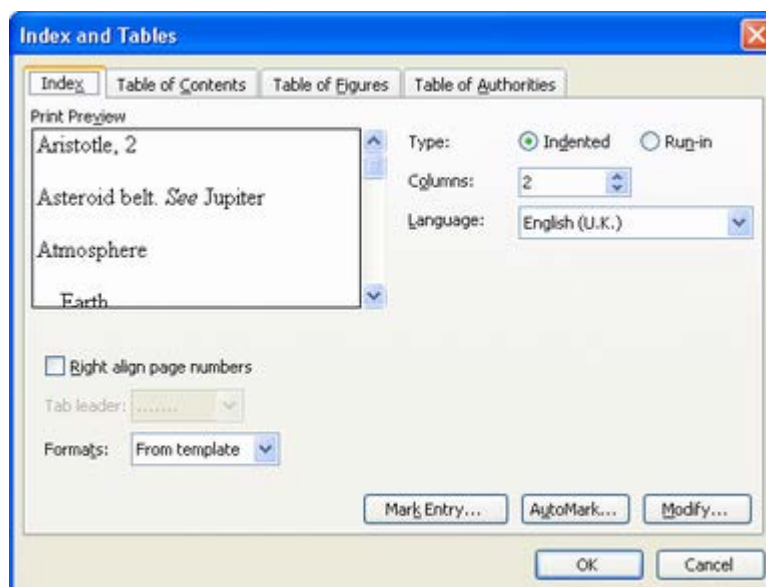 Index and Tables
Index Table of Contents Table of Figures Table of Authorities
Print Preview
Aristotle, 2
Asteroid belt. See Jupiter
Atmosphere
Earth
Type: Indented Run-in
Columns: 2
Language: English (U.K.)
Right align page numbers
Tab leader: .......
Formats: From template
Mark Entry... AutoMark... Modify...
OK Cancel